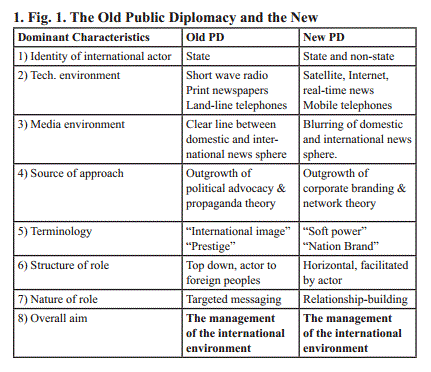 1. Fig. 1. The Old Public Diplomacy and the New
Dominant Characteristics Old PD New PD
1) Identity of international actor State State and non-state
2) Tech. environment Short wave radio Satellite, Internet,
Print newspapers real-time news
Land-line telephones Mobile telephones
3) Media environment Clear line between Blurring of domestic
domestic and inter- and international news
national news sphere sphere.
4) Source of approach Outgrowth of Outgrowth of
political advocacy & corporate branding &
propaganda theory network theory
5) Terminology “International image” “Soft power”
“Prestige” “Nation Brand”
6) Structure of role Top down, actor to Horizontal, facilitated
foreign peoples by actor
7) Nature of role Targeted messaging Relationship-building
8) Overall aim The management The management
of the international of the international
environment environment